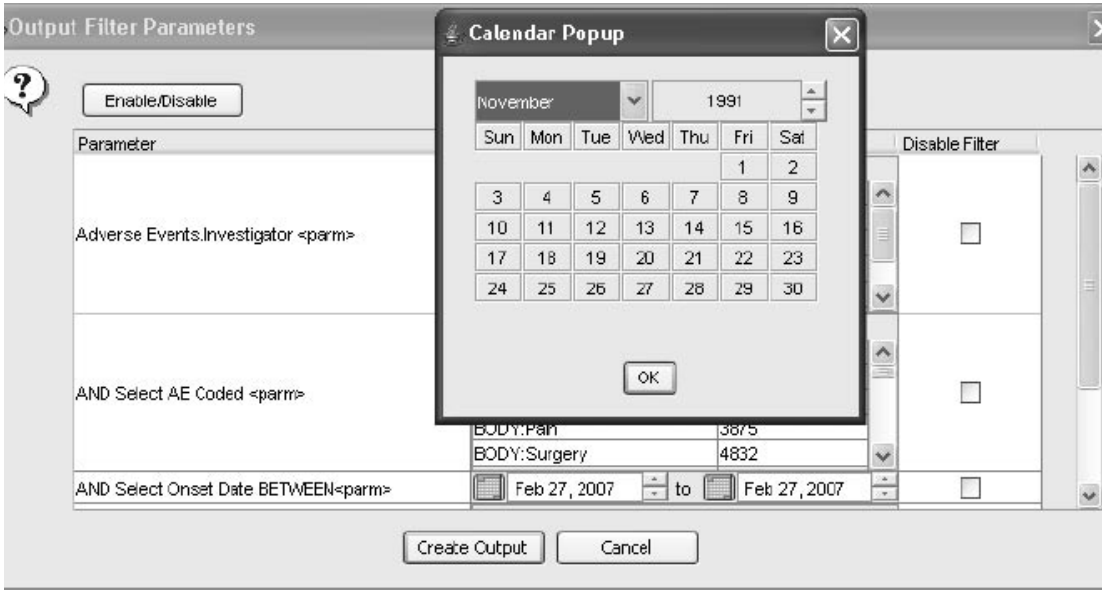 Output Filter Parameters
Calendar Popup
?
Enable/Disable
November 1991
Sun Mon Tue Wed Thu Fri Sat
1 2
3 4 5 6 7 8 9
10 11 12 13 14 15 16
17 18 19 20 21 22 23
24 25 26 27 28 29 30
OK
Parameter Disable Filter
Adverse Events.Investigator <parm>
AND Select AE Coded <parm>
BODY:Pain 3875
BODY:Surgery 4832
AND Select Onset Date BETWEEN<parm> Feb 27, 2007 to Feb 27, 2007
Create Output Cancel